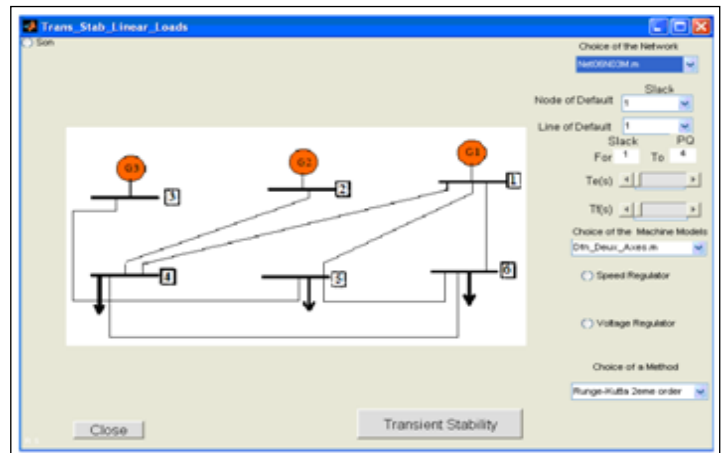 Trans_Stab_Linear_Loads
Son
Choice of the Network
Net06N03M.m
Slack
Node of Default 1
Line of Default 1
Slack PQ
For 1 To 4
Te(s)
Tf(s)
Choice of the Machine Models
Dth_Deux_Axes.m
Speed Regulator
Voltage Regulator
Choice of a Method
Runge-Kutta 2eme order
G3
G2
G1
3
2
1
4
5
6
Close
Transient Stability